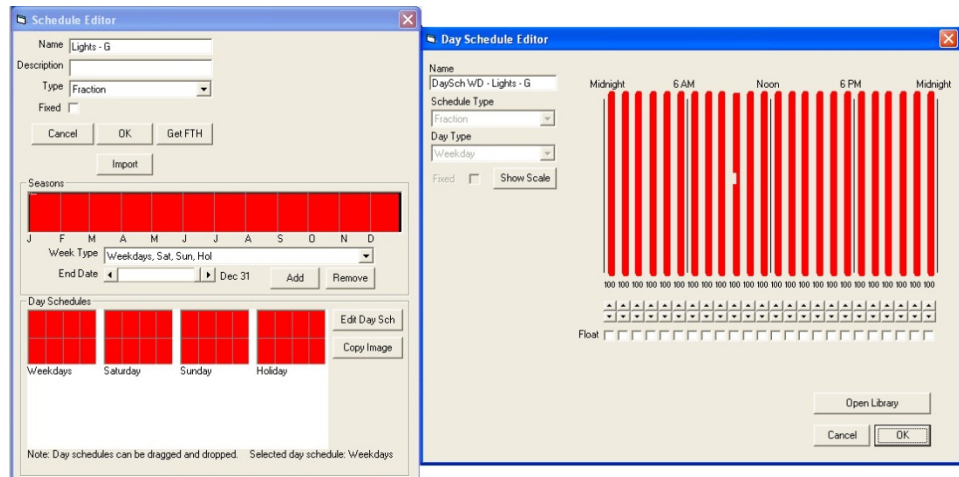 Schedule Editor
Name Lights - G
Description
Type Fraction
Fixed
Cancel OK Get FTH
Import
Seasons
J F M A M J J A S O N D
Week Type Weekdays, Sat, Sun, Hol
End Date Dec 31 Add Remove
Day Schedules
Edit Day Sch
Copy Image
Weekdays Saturday Sunday Holiday
Note: Day schedules can be dragged and dropped. Selected day schedule: Weekdays
Day Schedule Editor
Name
DaySch WD - Lights - G
Schedule Type
Fraction
Day Type
Weekday
Fixed Show Scale
Midnight 6 AM Noon 6 PM Midnight
100 100 100 100 100 100 100 100 100 100 100 100 100 100 100 100 100 100 100 100 100 100 100 100
Float
Open Library
Cancel OK